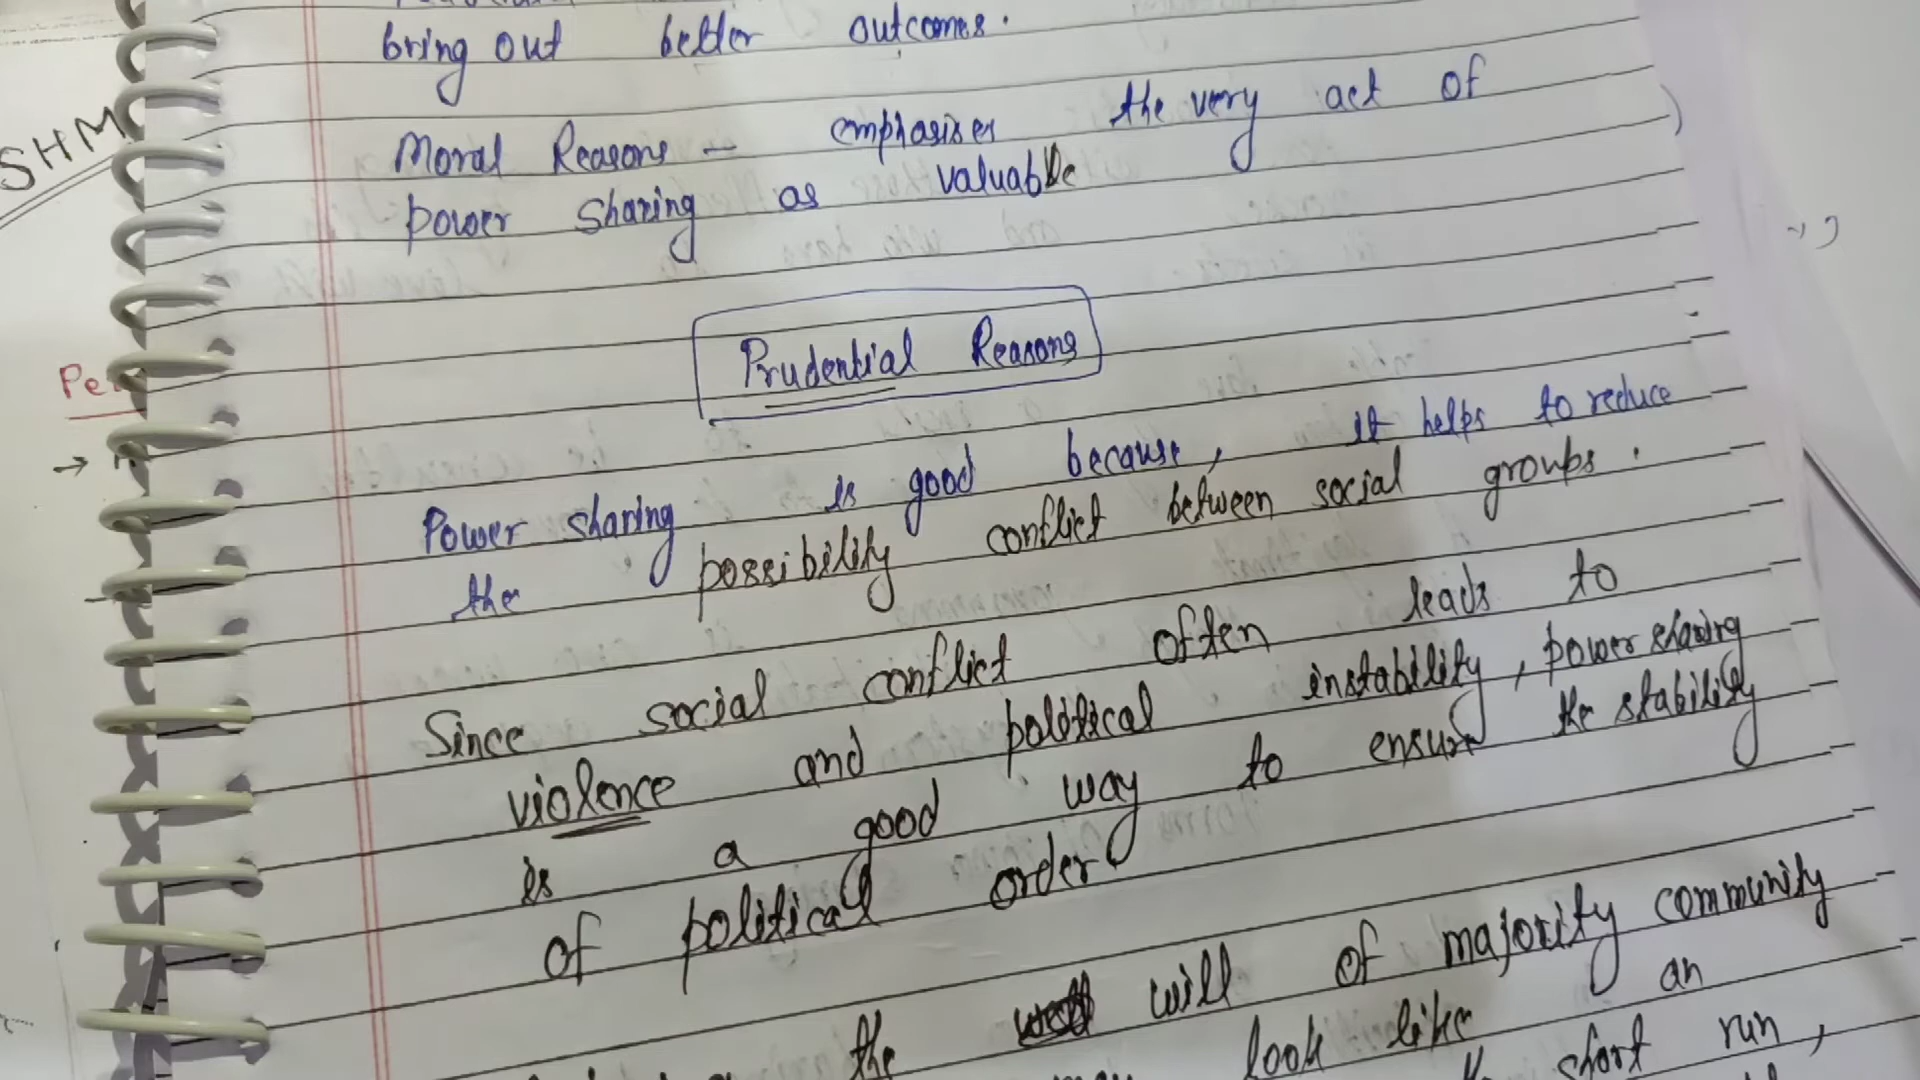 bring out better outcomes.
SHM
Moral Reasons — emphasises the very act of
power sharing as valuable
Prudential Reasons
Power sharing is good because, it helps to reduce
the possibility conflict between social groups.
Since social conflict often leads to
violence and political instability, power sharing
is a good way to ensure the stability
of political order
the will of majority community
look like an
short run,